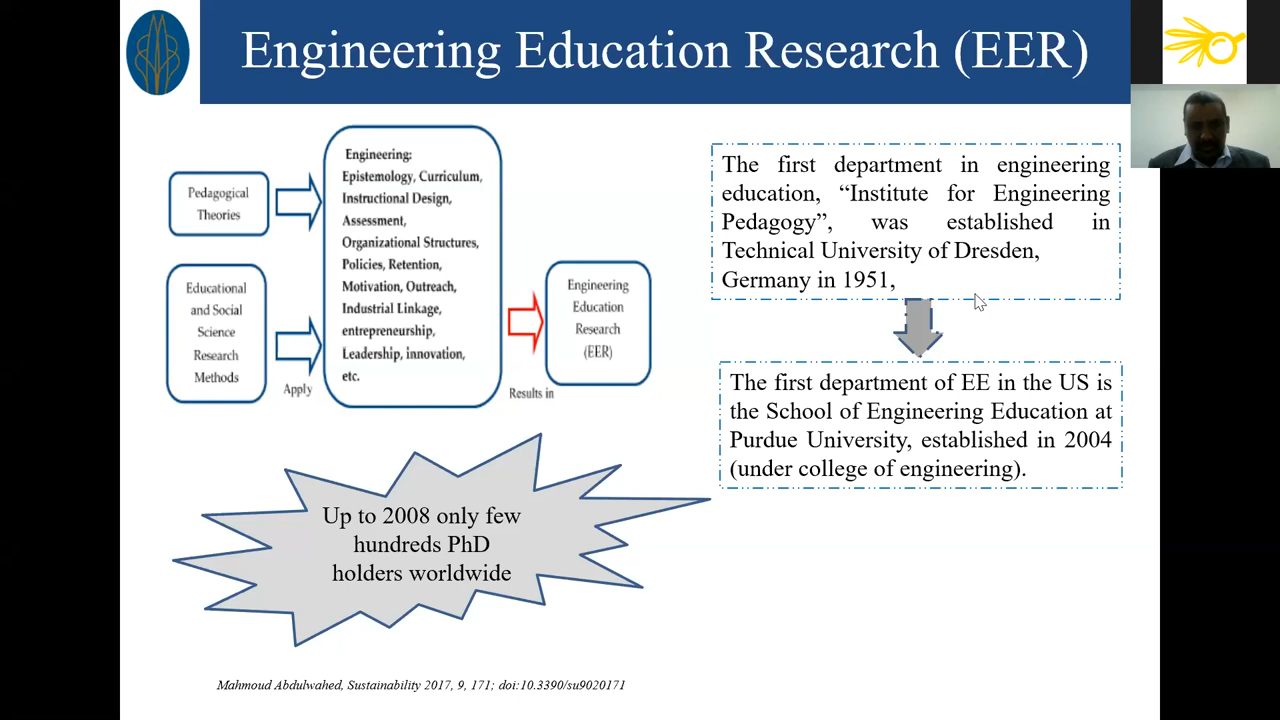 Engineering Education Research (EER)
Pedagogical
Theories
Educational
and Social
Science
Research
Methods
Apply
Engineering:
Epistemology, Curriculum,
Instructional Design,
Assessment,
Organizational Structures,
Policies, Retention,
Motivation, Outreach,
Industrial Linkage,
entrepreneurship,
Leadership, innovation,
etc.
Results in
Engineering
Education
Research
(EER)
The first department in engineering
education, “Institute for Engineering
Pedagogy”, was established in
Technical University of Dresden,
Germany in 1951,
The first department of EE in the US is
the School of Engineering Education at
Purdue University, established in 2004
(under college of engineering).
Up to 2008 only few
hundreds PhD
holders worldwide
Mahmoud Abdulwahed, Sustainability 2017, 9, 171; doi:10.3390/su9020171